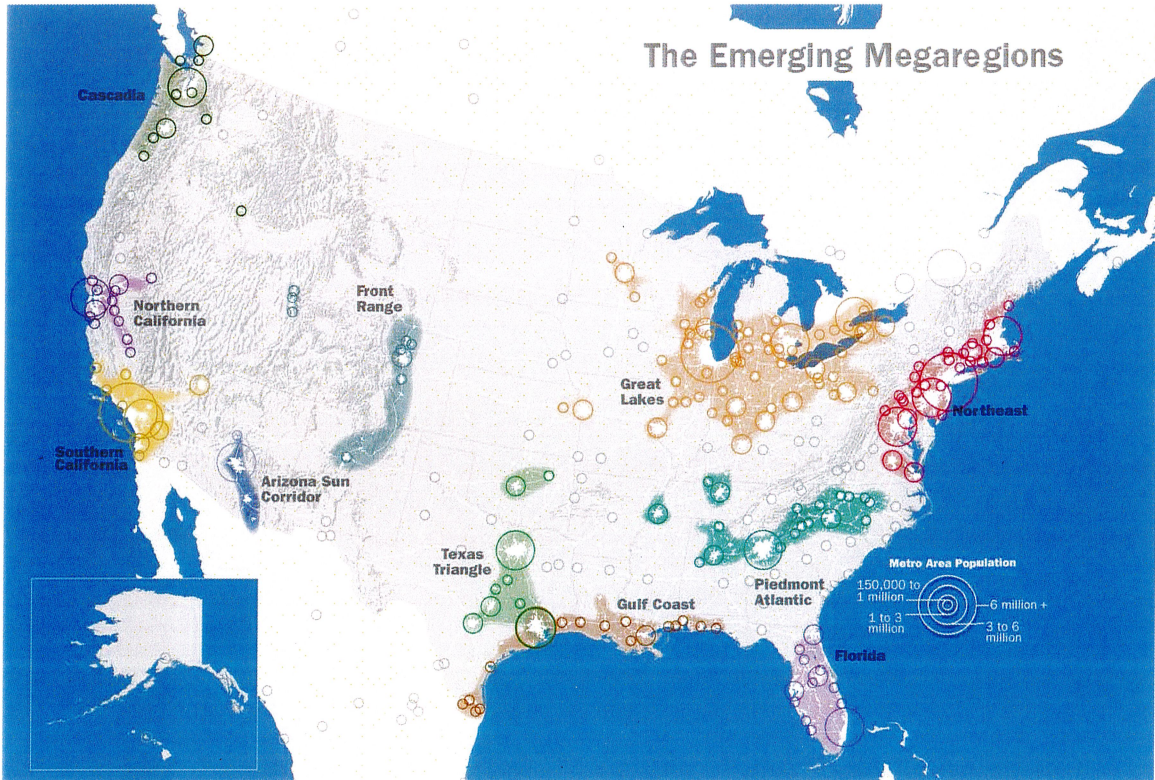 The Emerging Megaregions
Cascadia
Northern
California
Front
Range
Great
Lakes
Northeast
Southern
California
Arizona Sun
Corridor
Texas
Triangle
Gulf Coast
Piedmont
Atlantic
Florida
Metro Area Population
150,000 to
1 million
1 to 3
million
6 million +
3 to 6
million